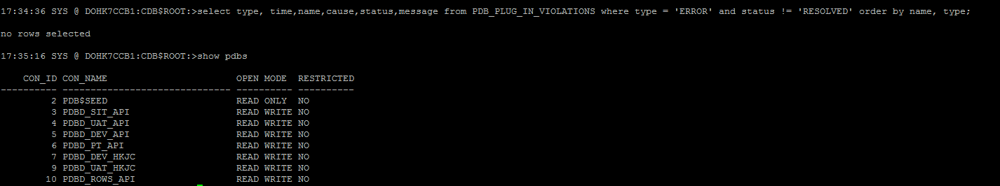 17:34:36 SYS @ DOHK7CCB1:CDB$ROOT:>select type, time,name,cause,status,message from PDB_PLUG_IN_VIOLATIONS where type = 'ERROR' and status != 'RESOLVED' order by name, type;
no rows selected
17:35:16 SYS @ DOHK7CCB1:CDB$ROOT:>show pdbs
    CON_ID CON_NAME                       OPEN MODE  RESTRICTED
---------- ------------------------------ ---------- ----------
         2 PDB$SEED                       READ ONLY  NO
         3 PDBD_SIT_API                   READ WRITE NO
         4 PDBD_UAT_API                   READ WRITE NO
         5 PDBD_DEV_API                   READ WRITE NO
         6 PDBD_PT_API                    READ WRITE NO
         7 PDBD_DEV_HKJC                  READ WRITE NO
         9 PDBD_UAT_HKJC                  READ WRITE NO
        10 PDBD_ROWS_API                  READ WRITE NO